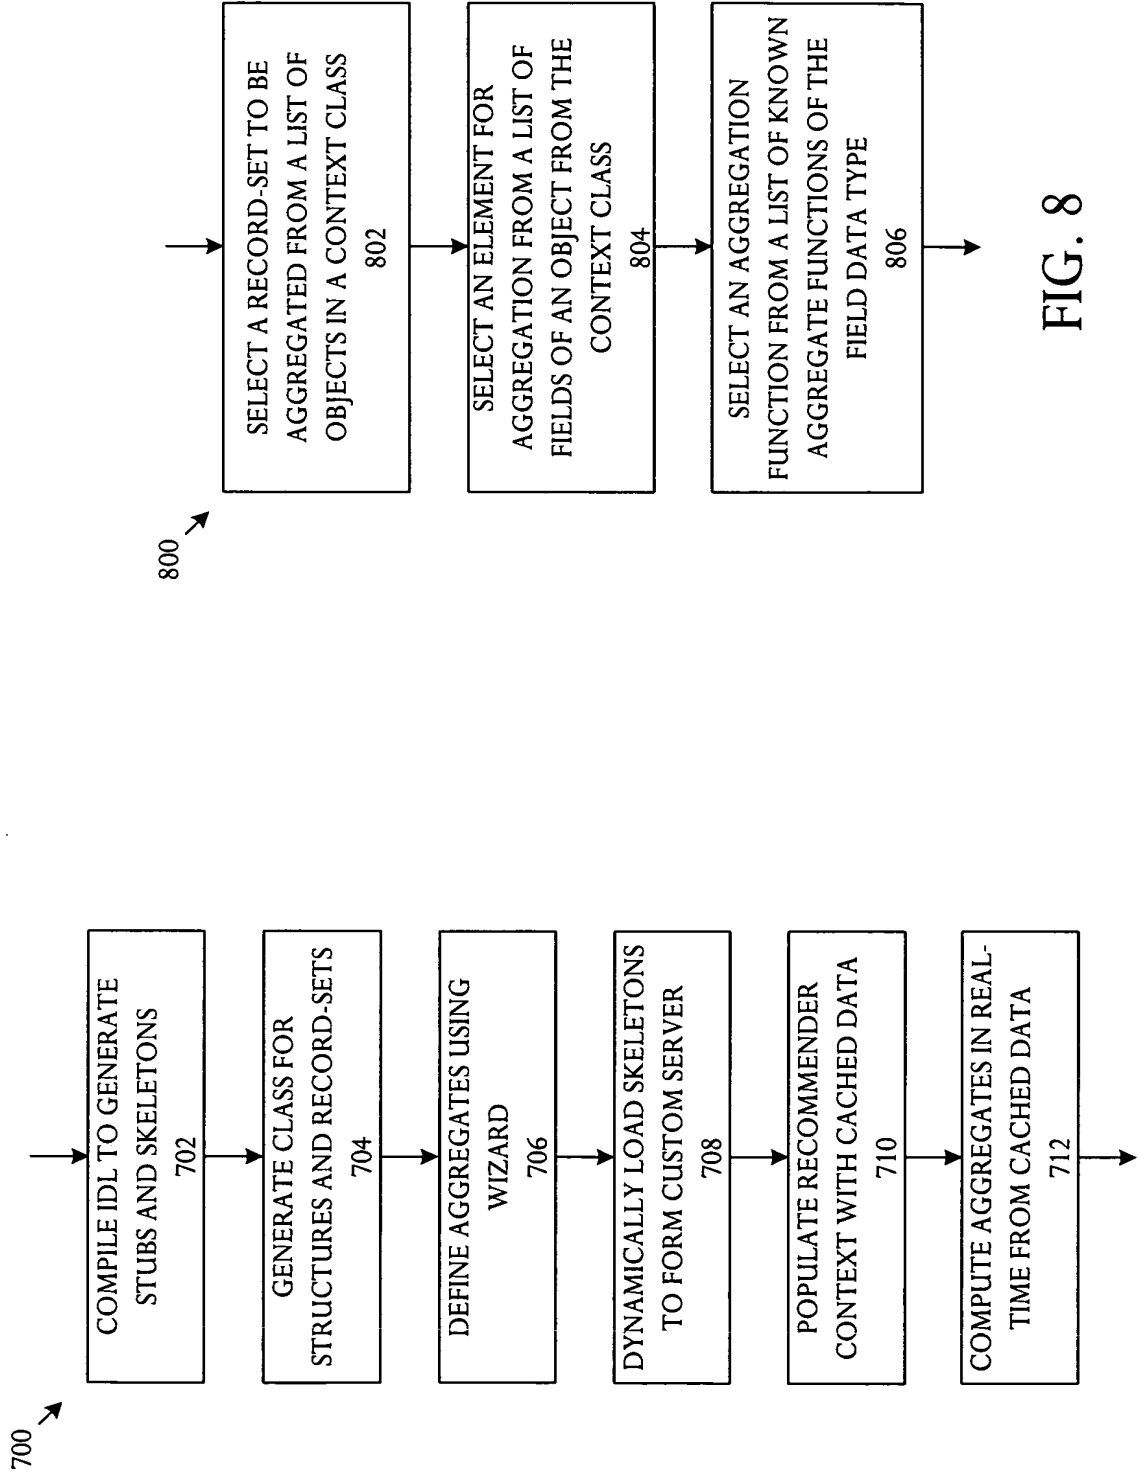 700
COMPILE IDL TO GENERATE
STUBS AND SKELETONS
702
GENERATE CLASS FOR
STRUCTURES AND RECORD-SETS
704
DEFINE AGGREGATES USING
WIZARD
706
DYNAMICALLY LOAD SKELETONS
TO FORM CUSTOM SERVER
708
POPULATE RECOMMENDER
CONTEXT WITH CACHED DATA
710
COMPUTE AGGREGATES IN REAL-
TIME FROM CACHED DATA
712
800
SELECT A RECORD-SET TO BE
AGGREGATED FROM A LIST OF
OBJECTS IN A CONTEXT CLASS
802
SELECT AN ELEMENT FOR
AGGREGATION FROM A LIST OF
FIELDS OF AN OBJECT FROM THE
CONTEXT CLASS
804
SELECT AN AGGREGATION
FUNCTION FROM A LIST OF KNOWN
AGGREGATE FUNCTIONS OF THE
FIELD DATA TYPE
806
FIG. 8